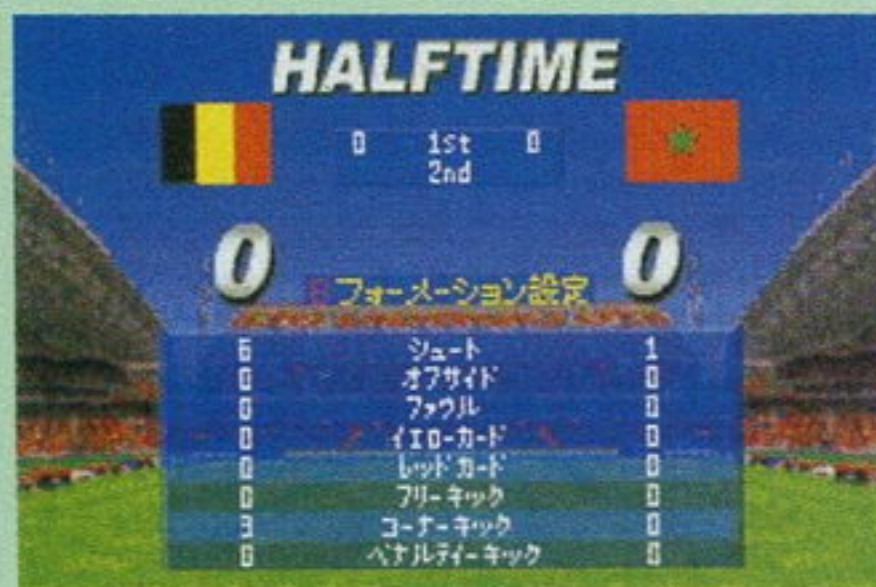 HALFTIME
0 1st 0
2nd
0 0
フォーメーション設定
6 シュート 1
0 オフサイド 0
0 ファウル 0
0 イエローカード 0
0 レッドカード 0
0 フリーキック 0
3 コーナーキック 0
0 ペナルティーキック 0